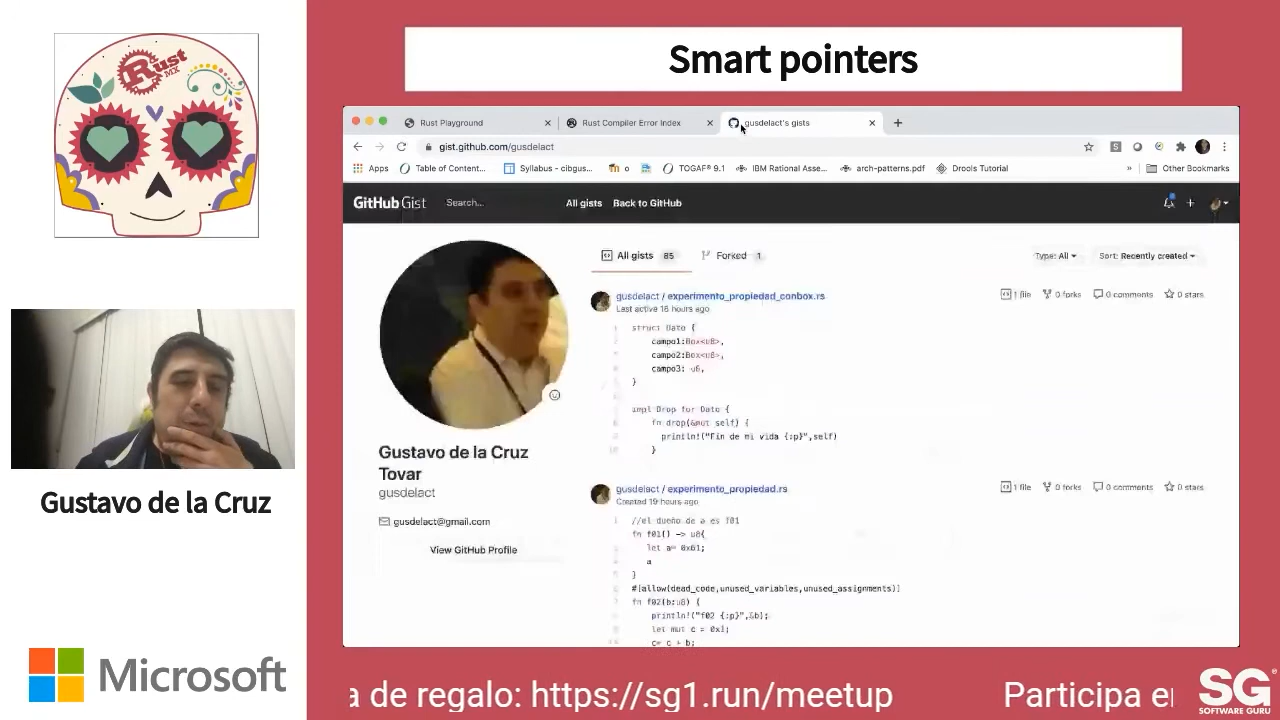 Rust
MX
Smart pointers
Rust Playground
Rust Compiler Error Index
gusdelact's gists
gist.github.com/gusdelact
Apps
Table of Content...
Syllabus - cibgus...
TOGAF® 9.1
IBM Rational Asse...
arch-patterns.pdf
Drools Tutorial
»
Other Bookmarks
GitHub Gist
Search...
All gists
Back to GitHub
All gists 85
Forked 1
Type: All
Sort: Recently created
gusdelact / experimento_propiedad_conbox.rs
Last active 18 hours ago
1 file
0 forks
0 comments
0 stars
struct Dato {
campo1:Box<u8>,
campo2:Box<u8>,
campo3: u8,
}
impl Drop for Dato {
fn drop(&mut self) {
println!("Fin de mi vida {:p}",self)
}
Gustavo de la Cruz
Tovar
gusdelact
gusdelact@gmail.com
View GitHub Profile
gusdelact / experimento_propiedad.rs
Created 19 hours ago
1 file
0 forks
0 comments
0 stars
//el dueño de a es f01
fn f01() -> u8{
let a= 0x61;
a
}
#[allow(dead_code,unused_variables,unused_assignments)]
fn f02(b:u8) {
println!("f02 {:p}",&b);
let mut c = 0x1;
c= c + b;
Gustavo de la Cruz
Microsoft
a de regalo: https://sg1.run/meetup
Participa en
SG
SOFTWARE GURU